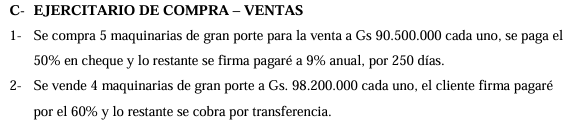 C- EJERCITARIO DE COMPRA – VENTAS
1- Se compra 5 maquinarias de gran porte para la venta a Gs 90.500.000 cada uno, se paga el
50% en cheque y lo restante se firma pagaré a 9% anual, por 250 días.
2- Se vende 4 maquinarias de gran porte a Gs. 98.200.000 cada uno, el cliente firma pagaré
por el 60% y lo restante se cobra por transferencia.